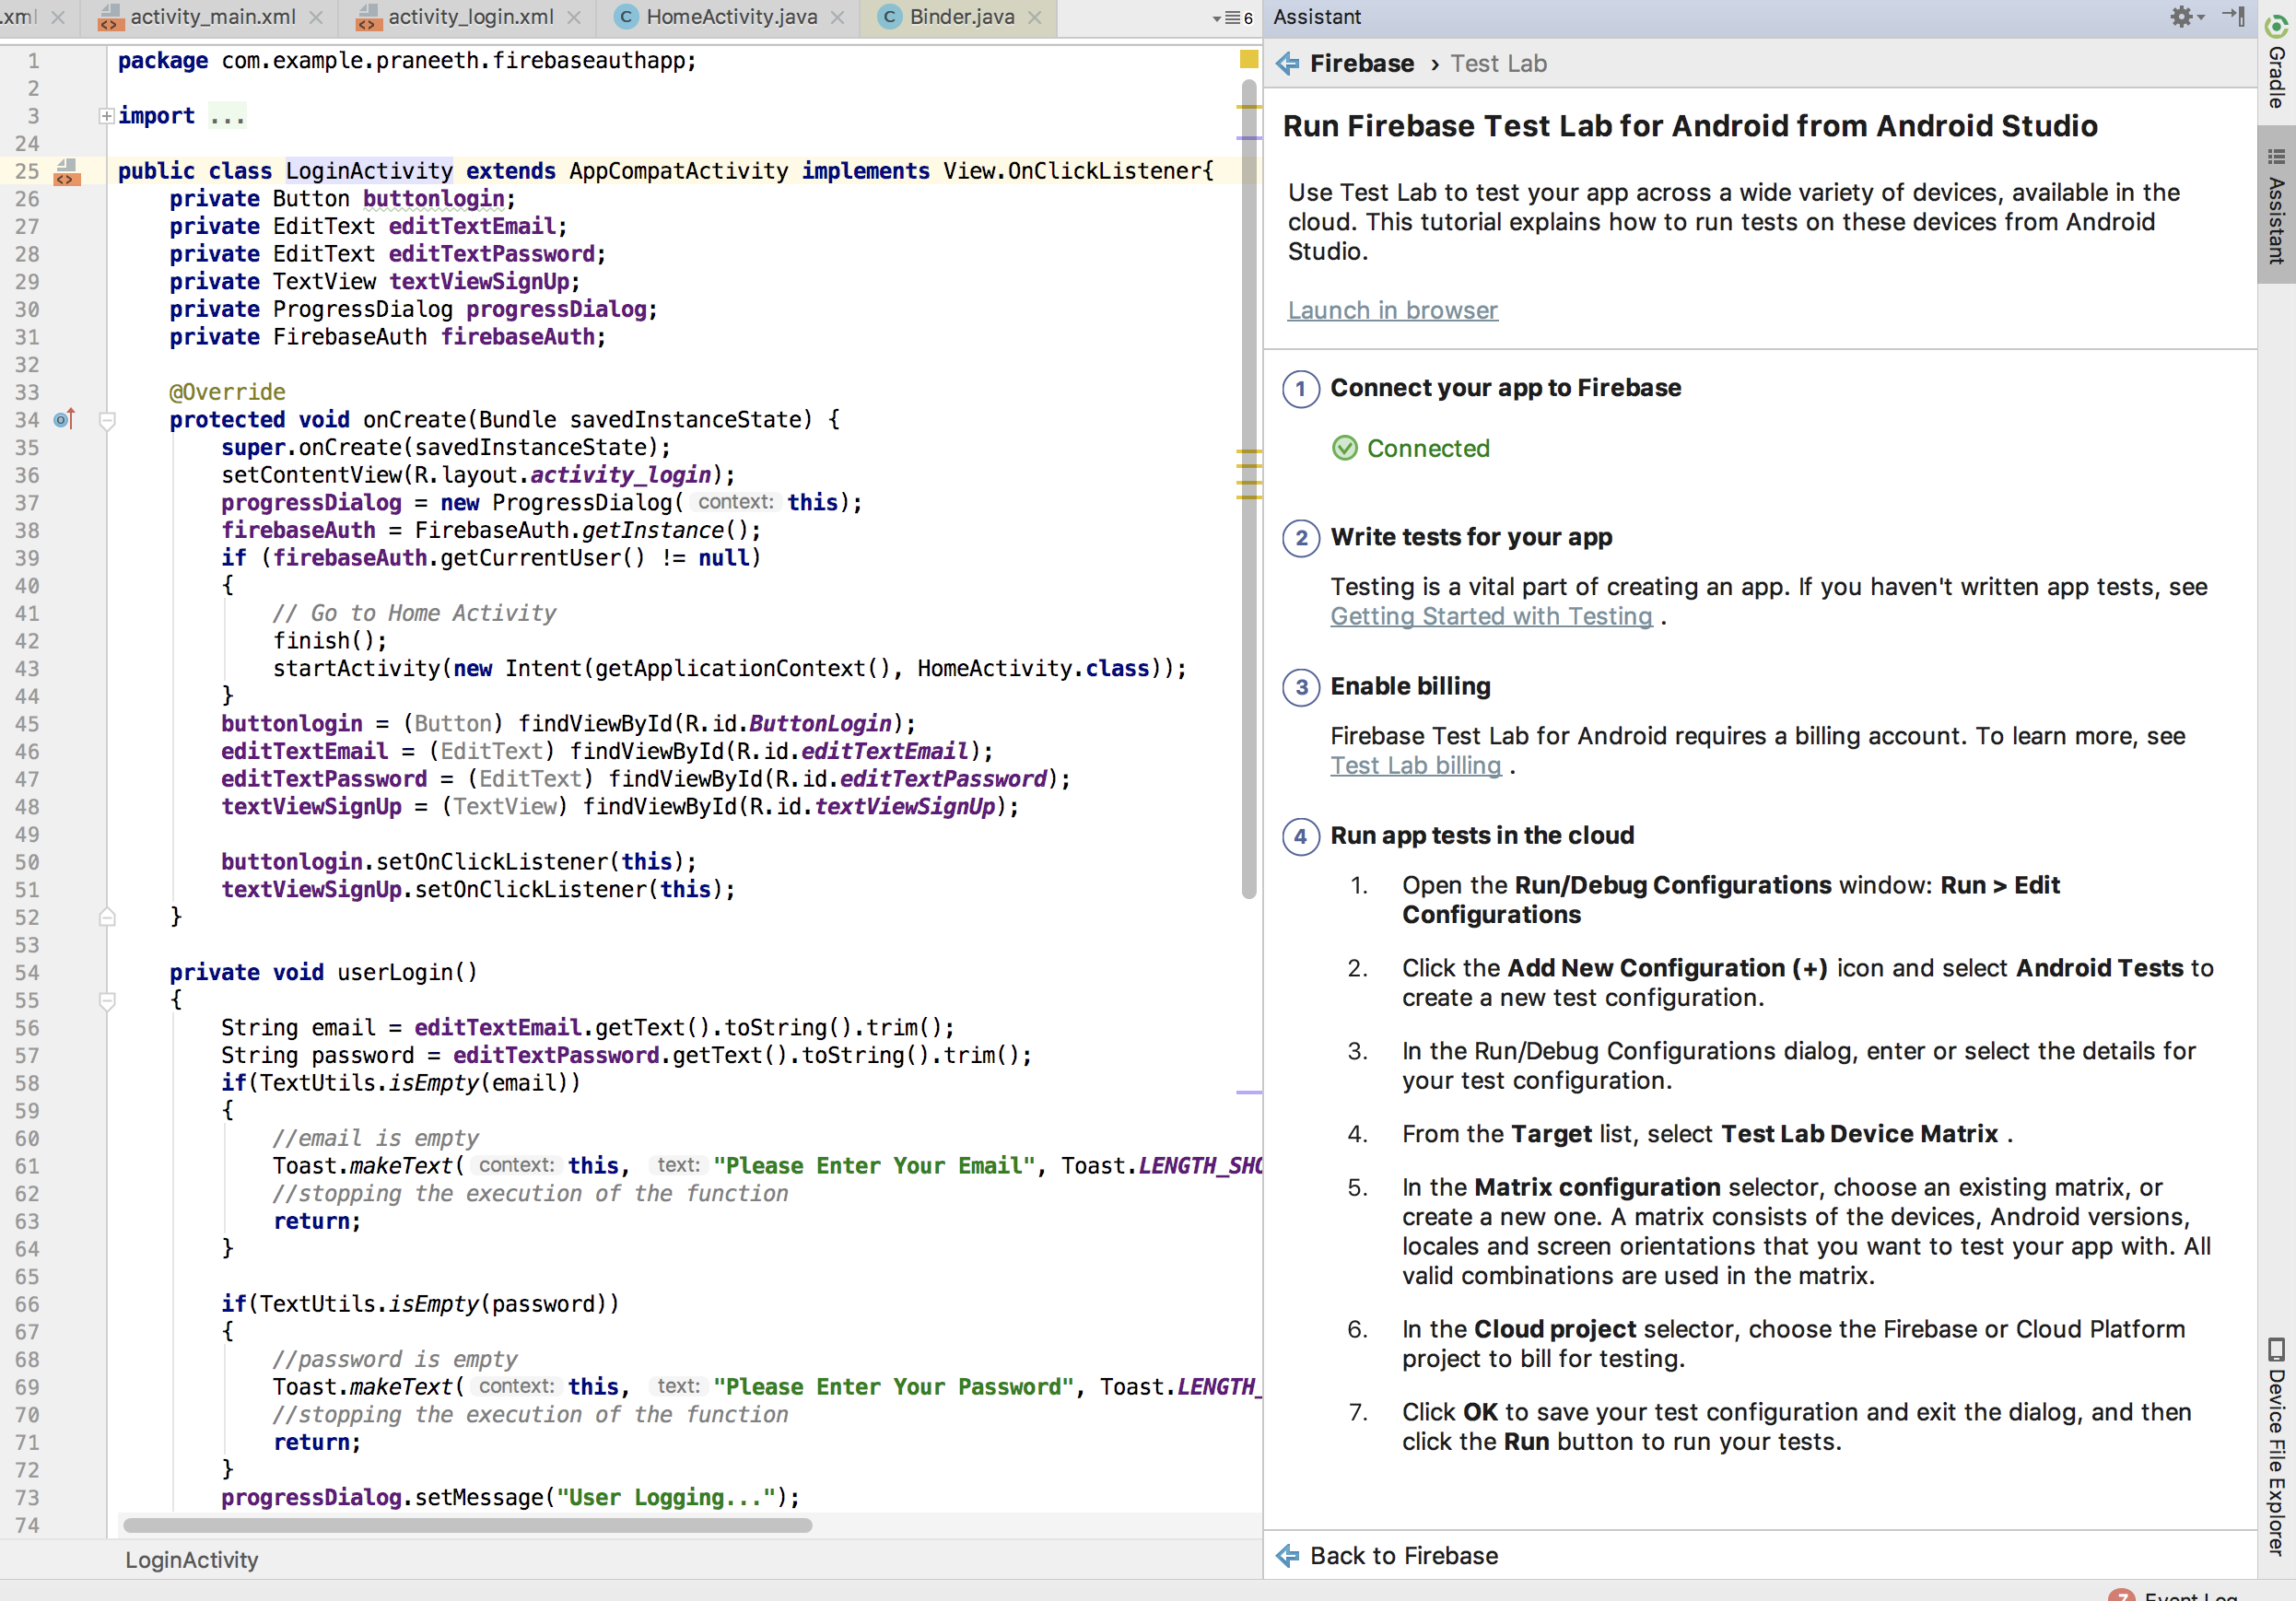 .xml
activity_main.xml
activity_login.xml
HomeActivity.java
Binder.java
6
1 package com.example.praneeth.firebaseauthapp;
2
3 import ...
24
25 public class LoginActivity extends AppCompatActivity implements View.OnClickListener{
26 private Button buttonlogin;
27 private EditText editTextEmail;
28 private EditText editTextPassword;
29 private TextView textViewSignUp;
30 private ProgressDialog progressDialog;
31 private FirebaseAuth firebaseAuth;
32
33 @Override
34 protected void onCreate(Bundle savedInstanceState) {
35 super.onCreate(savedInstanceState);
36 setContentView(R.layout.activity_login);
37 progressDialog = new ProgressDialog( context: this);
38 firebaseAuth = FirebaseAuth.getInstance();
39 if (firebaseAuth.getCurrentUser() != null)
40 {
41 // Go to Home Activity
42 finish();
43 startActivity(new Intent(getApplicationContext(), HomeActivity.class));
44 }
45 buttonlogin = (Button) findViewById(R.id.ButtonLogin);
46 editTextEmail = (EditText) findViewById(R.id.editTextEmail);
47 editTextPassword = (EditText) findViewById(R.id.editTextPassword);
48 textViewSignUp = (TextView) findViewById(R.id.textViewSignUp);
49
50 buttonlogin.setOnClickListener(this);
51 textViewSignUp.setOnClickListener(this);
52 }
53
54 private void userLogin()
55 {
56 String email = editTextEmail.getText().toString().trim();
57 String password = editTextPassword.getText().toString().trim();
58 if(TextUtils.isEmpty(email))
59 {
60 //email is empty
61 Toast.makeText( context: this, text: "Please Enter Your Email", Toast.LENGTH_SHO
62 //stopping the execution of the function
63 return;
64 }
65
66 if(TextUtils.isEmpty(password))
67 {
68 //password is empty
69 Toast.makeText( context: this, text: "Please Enter Your Password", Toast.LENGTH_
70 //stopping the execution of the function
71 return;
72 }
73 progressDialog.setMessage("User Logging...");
74
LoginActivity
Assistant
Firebase › Test Lab
Run Firebase Test Lab for Android from Android Studio
Use Test Lab to test your app across a wide variety of devices, available in the
cloud. This tutorial explains how to run tests on these devices from Android
Studio.
Launch in browser
1 Connect your app to Firebase
Connected
2 Write tests for your app
Testing is a vital part of creating an app. If you haven't written app tests, see
Getting Started with Testing .
3 Enable billing
Firebase Test Lab for Android requires a billing account. To learn more, see
Test Lab billing .
4 Run app tests in the cloud
1. Open the Run/Debug Configurations window: Run > Edit
Configurations
2. Click the Add New Configuration (+) icon and select Android Tests to
create a new test configuration.
3. In the Run/Debug Configurations dialog, enter or select the details for
your test configuration.
4. From the Target list, select Test Lab Device Matrix .
5. In the Matrix configuration selector, choose an existing matrix, or
create a new one. A matrix consists of the devices, Android versions,
locales and screen orientations that you want to test your app with. All
valid combinations are used in the matrix.
6. In the Cloud project selector, choose the Firebase or Cloud Platform
project to bill for testing.
7. Click OK to save your test configuration and exit the dialog, and then
click the Run button to run your tests.
Back to Firebase
Gradle
Assistant
Device File Explorer
7 Event Log